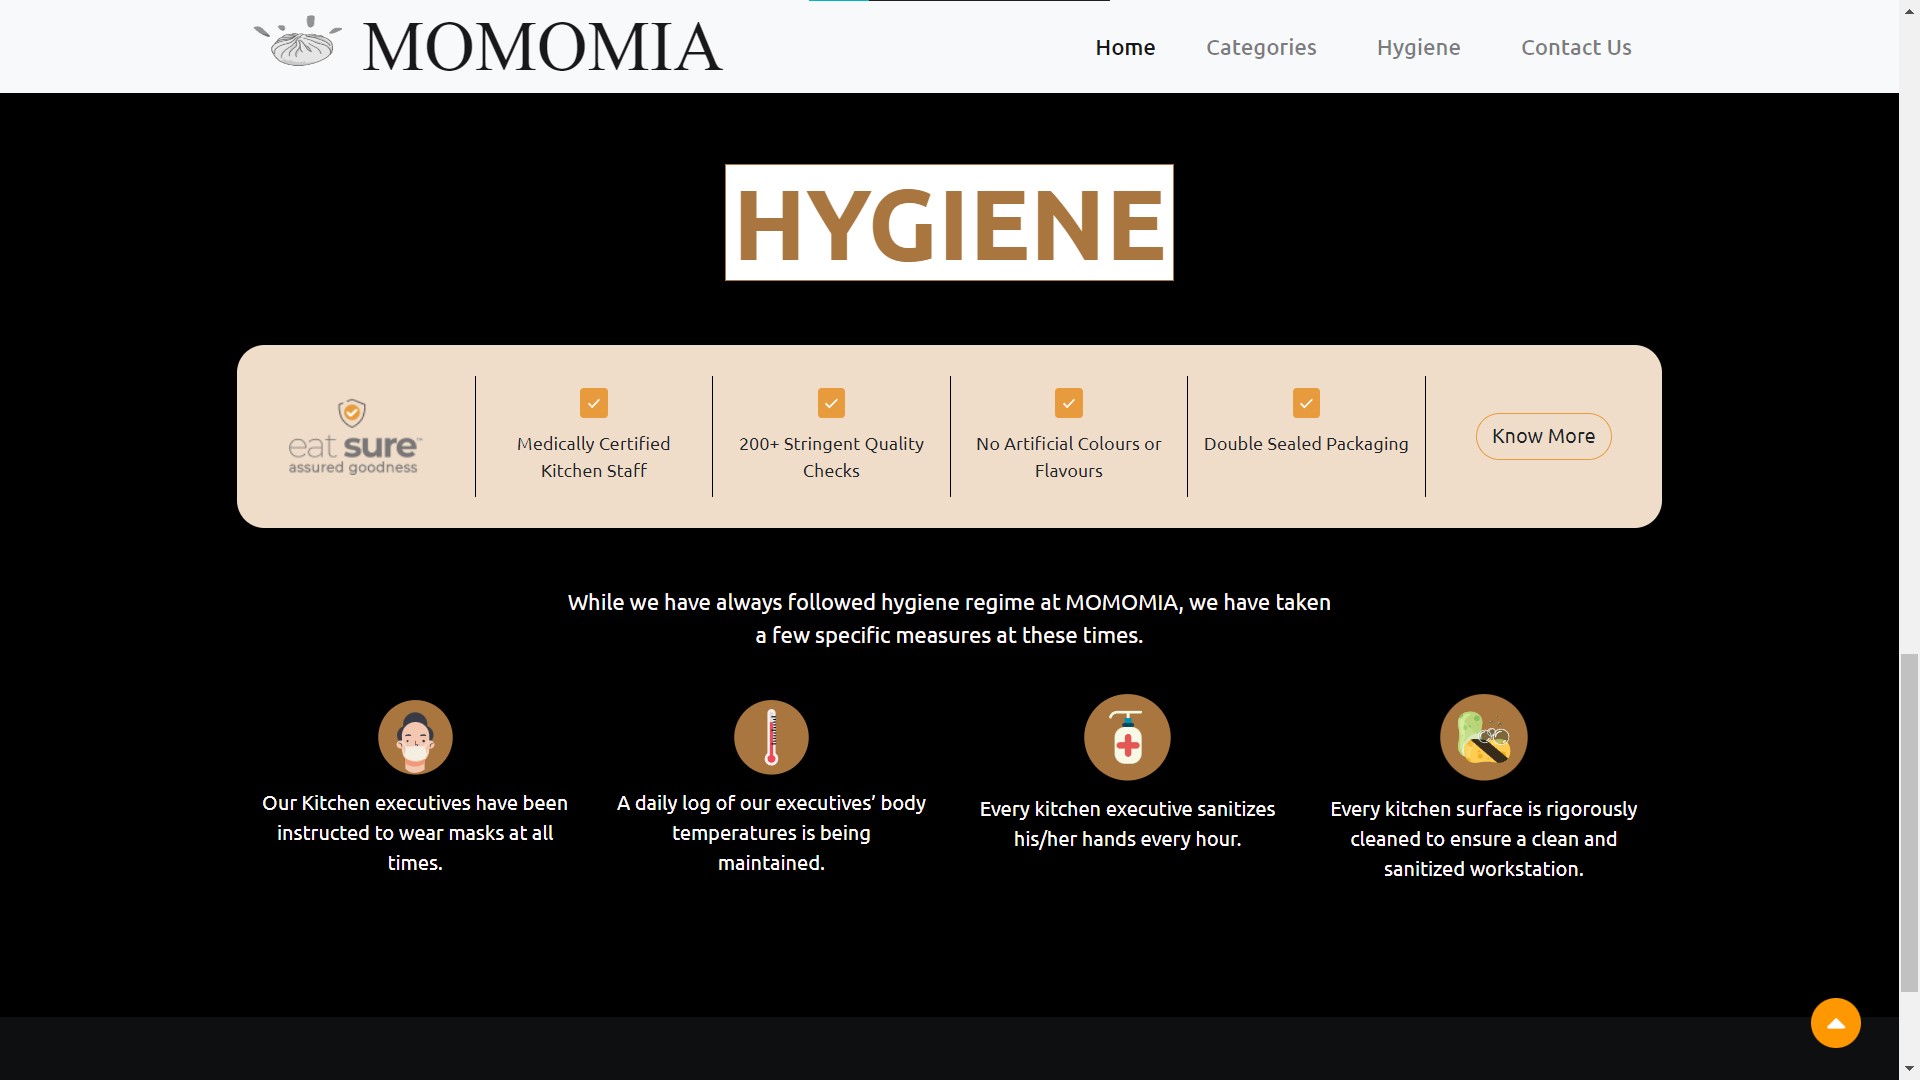 MOMOMIA
Home
Categories
Hygiene
Contact Us
HYGIENE
eat sure™
assured goodness
Medically Certified
Kitchen Staff
200+ Stringent Quality
Checks
No Artificial Colours or
Flavours
Double Sealed Packaging
Know More
While we have always followed hygiene regime at MOMOMIA, we have taken
a few specific measures at these times.
Our Kitchen executives have been
instructed to wear masks at all
times.
A daily log of our executives’ body
temperatures is being
maintained.
Every kitchen executive sanitizes
his/her hands every hour.
Every kitchen surface is rigorously
cleaned to ensure a clean and
sanitized workstation.